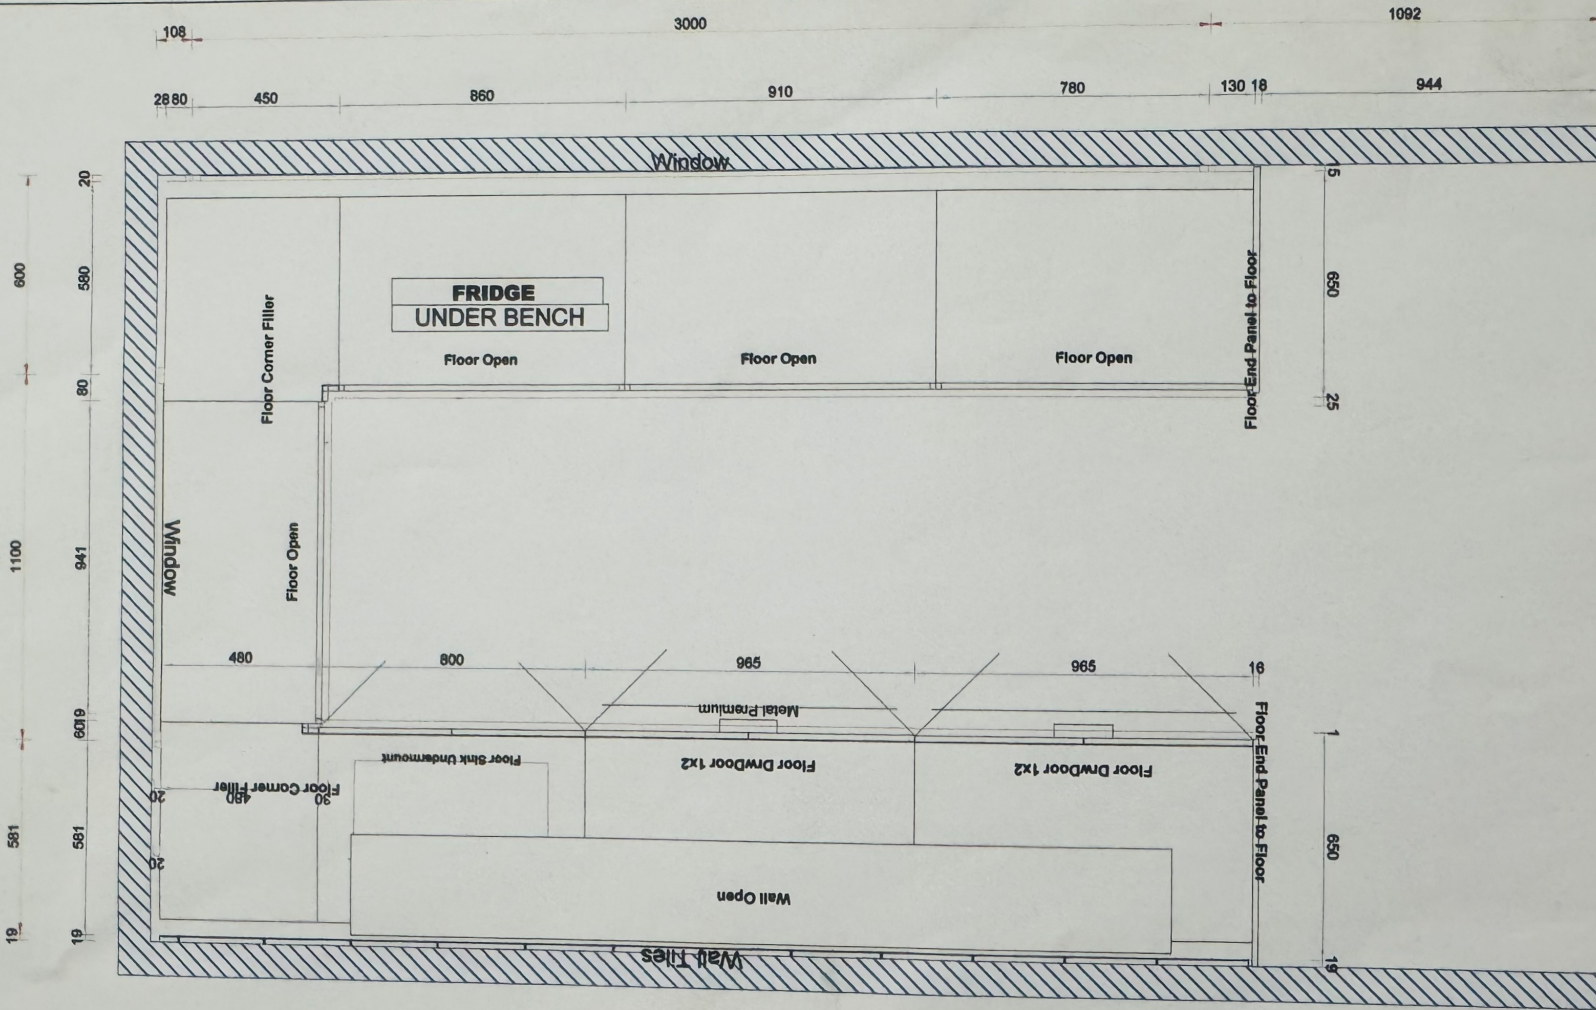 108
3000
1092
28
80
450
860
910
780
130
18
944
Window
20
5
600
580
650
FRIDGE
UNDER BENCH
Floor Corner Filler
Floor End Panel to Floor
Floor Open
Floor Open
Floor Open
80
25
1100
941
Window
Floor Open
480
800
965
965
16
Metal Premium
60
19
1
Floor Sink Undermount
Floor DrwDoor 1x2
Floor DrwDoor 1x2
Floor End Panel to Floor
20
Floor Corner Filler
480
30
581
581
650
20
Wall Open
19
19
Wall Tiles
19